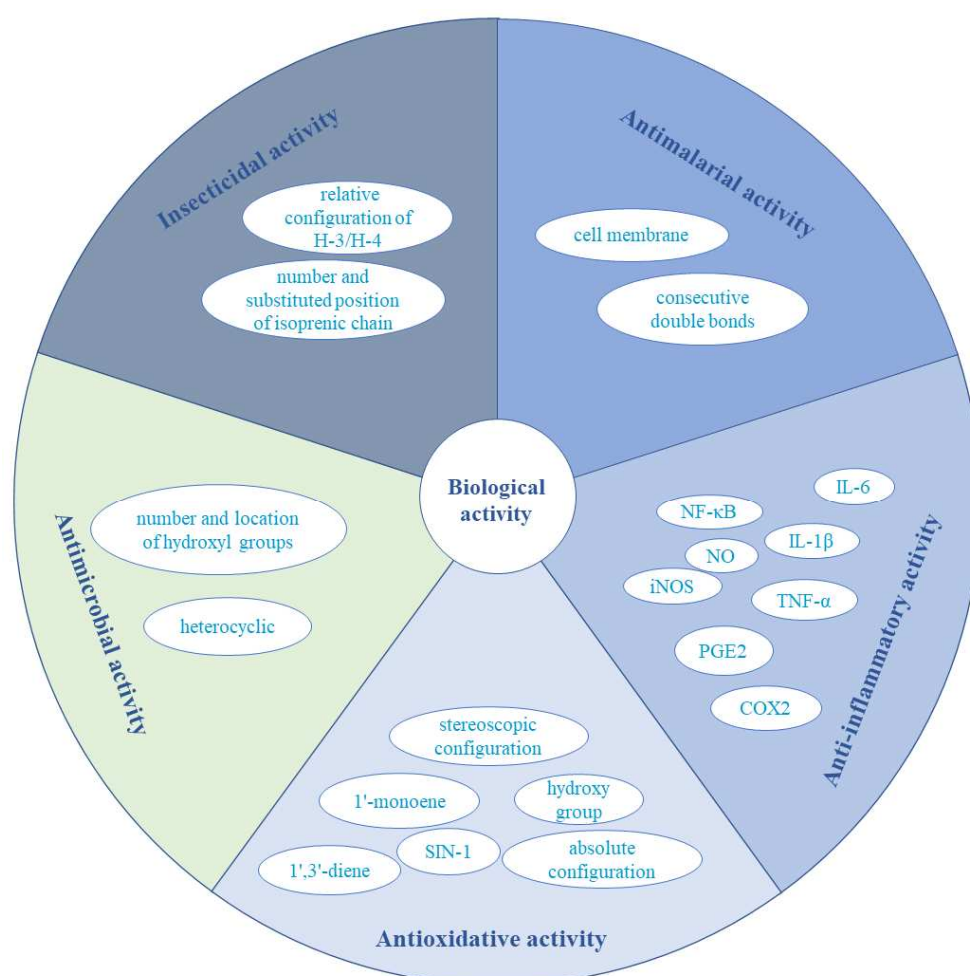 Insecticidal activity
relative
configuration of
H-3/H-4
number and
substituted position
of isoprenic chain
Antimalarial activity
cell membrane
consecutive
double bonds
Biological
activity
Antimicrobial activity
number and location
of hydroxyl groups
heterocyclic
Anti-inflammatory activity
IL-6
NF-κB
IL-1β
NO
iNOS
TNF-α
PGE2
COX2
stereoscopic
configuration
1'-monoene
hydroxy
group
SIN-1
1',3'-diene
absolute
configuration
Antioxidative activity